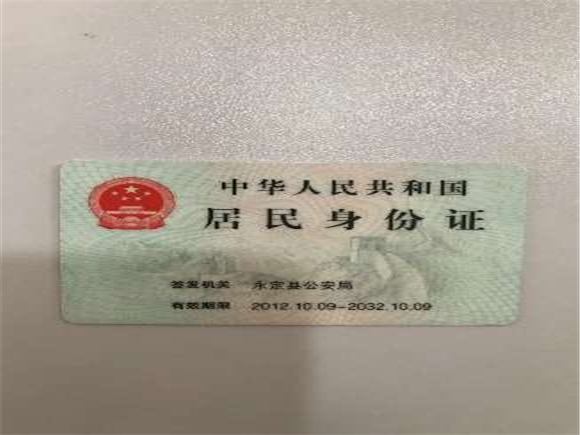 中华人民共和国
居民身份证
签发机关 永定县公安局
有效期限 2012.10.09-2032.10.09